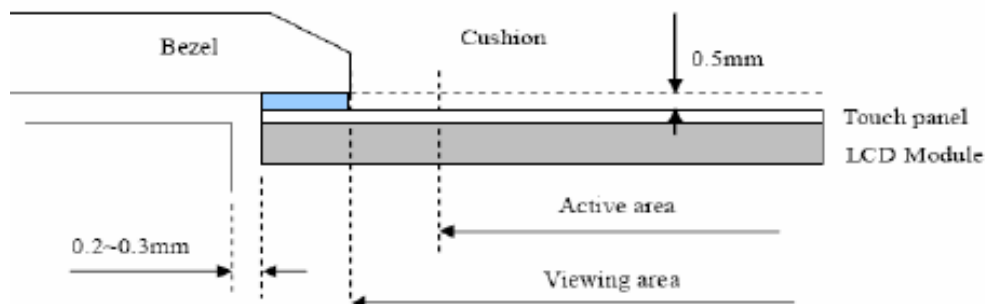 Bezel
Cushion
0.5mm
Touch panel
LCD Module
Active area
0.2~0.3mm
Viewing area